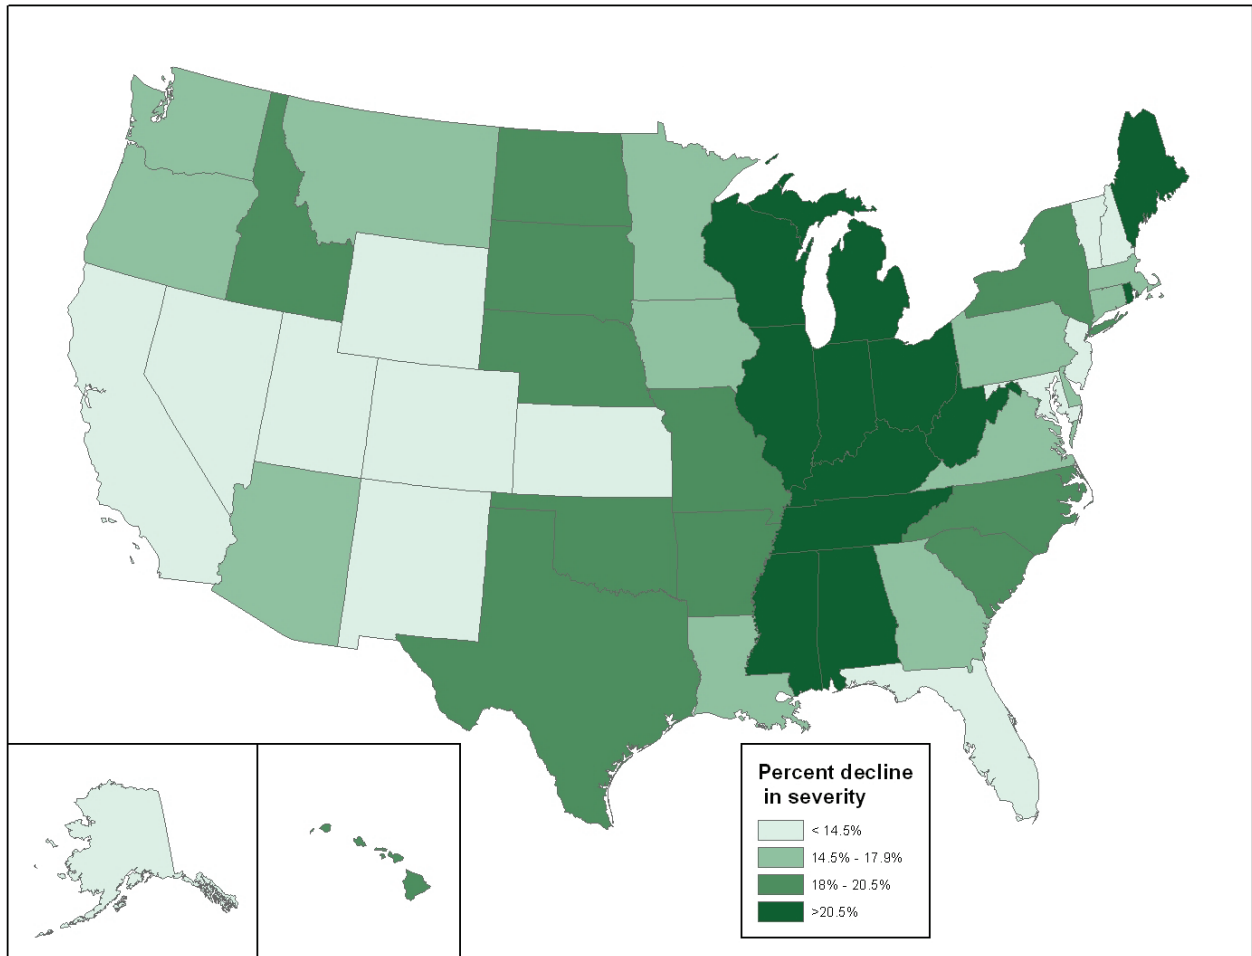 Percent decline
in severity
< 14.5%
14.5% - 17.9%
18% - 20.5%
>20.5%